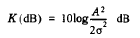 K (dB) = 10log A² / 2σ² dB